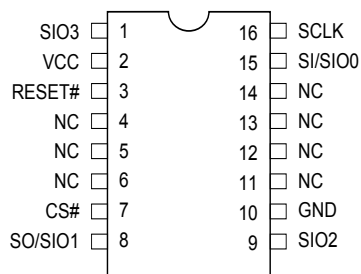 SIO3 1 16 SCLK
VCC 2 15 SI/SIO0
RESET# 3 14 NC
NC 4 13 NC
NC 5 12 NC
NC 6 11 NC
CS# 7 10 GND
SO/SIO1 8 9 SIO2